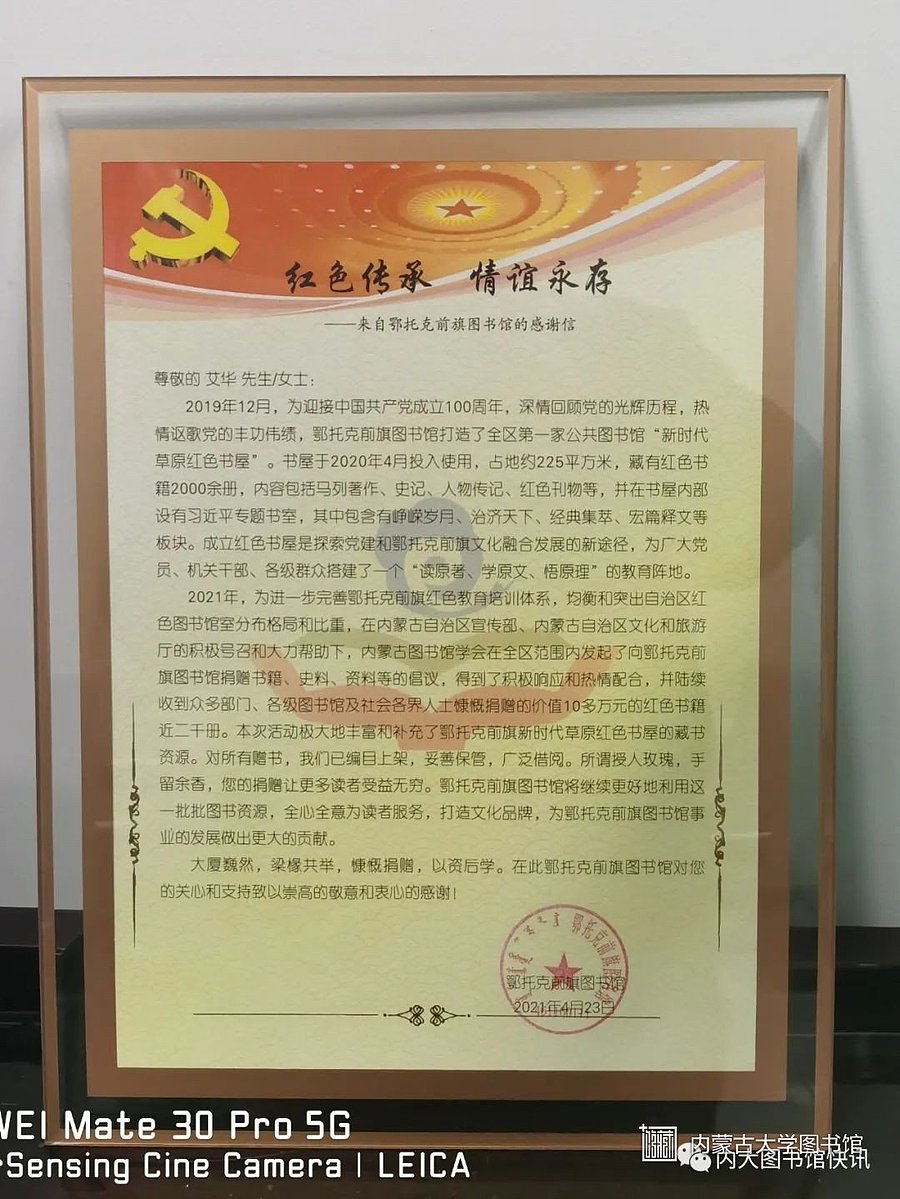 红色传承 情谊永存
——来自鄂托克前旗图书馆的感谢信
尊敬的 艾华 先生/女士：
2019年12月，为迎接中国共产党成立100周年，深情回顾党的光辉历程，热
情讴歌党的丰功伟绩，鄂托克前旗图书馆打造了全区第一家公共图书馆“新时代
草原红色书屋”。书屋于2020年4月投入使用，占地约225平方米，藏有红色书
籍2000余册，内容包括马列著作、史记、人物传记、红色刊物等，并在书屋内部
设有习近平专题书室，其中包含有峥嵘岁月、治济天下、经典集萃、宏篇释文等
板块。成立红色书屋是探索党建和鄂托克前旗文化融合发展的新途径，为广大党
员、机关干部、各级群众搭建了一个“读原著、学原文、悟原理”的教育阵地。
2021年，为进一步完善鄂托克前旗红色教育培训体系，均衡和突出自治区红
色图书馆室分布格局和比重，在内蒙古自治区宣传部、内蒙古自治区文化和旅游
厅的积极号召和大力帮助下，内蒙古图书馆学会在全区范围内发起了向鄂托克前
旗图书馆捐赠书籍、史料、资料等的倡议，得到了积极响应和热情配合，并陆续
收到众多部门、各级图书馆及社会各界人士慷慨捐赠的价值10多万元的红色书籍
近二千册。本次活动极大地丰富和补充了鄂托克前旗新时代草原红色书屋的藏书
资源。对所有赠书，我们已编目上架，妥善保管，广泛借阅。所谓授人玫瑰，手
留余香，您的捐赠让更多读者受益无穷。鄂托克前旗图书馆将继续更好地利用这
一批批图书资源，全心全意为读者服务，打造文化品牌，为鄂托克前旗图书馆事
业的发展做出更大的贡献。
大厦巍然，梁椽共举，慷慨捐赠，以资后学。在此鄂托克前旗图书馆对您
的关心和支持致以崇高的敬意和衷心的感谢！
鄂托克前旗图书馆
2021年4月23日
WEI Mate 30 Pro 5G
Sensing Cine Camera | LEICA
内蒙古大学图书馆
内大图书馆快讯